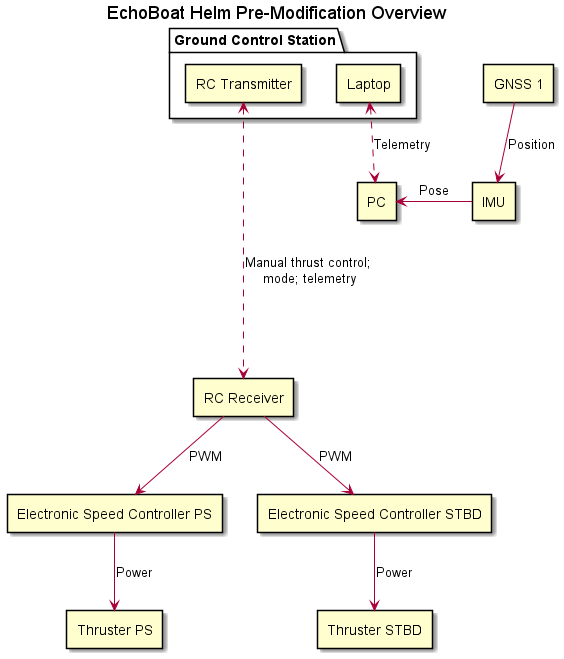 EchoBoat Helm Pre-Modification Overview
Ground Control Station
RC Transmitter
Laptop
GNSS 1
Telemetry
Position
PC
Pose
IMU
Manual thrust control;
mode; telemetry
RC Receiver
PWM
PWM
Electronic Speed Controller PS
Electronic Speed Controller STBD
Power
Power
Thruster PS
Thruster STBD